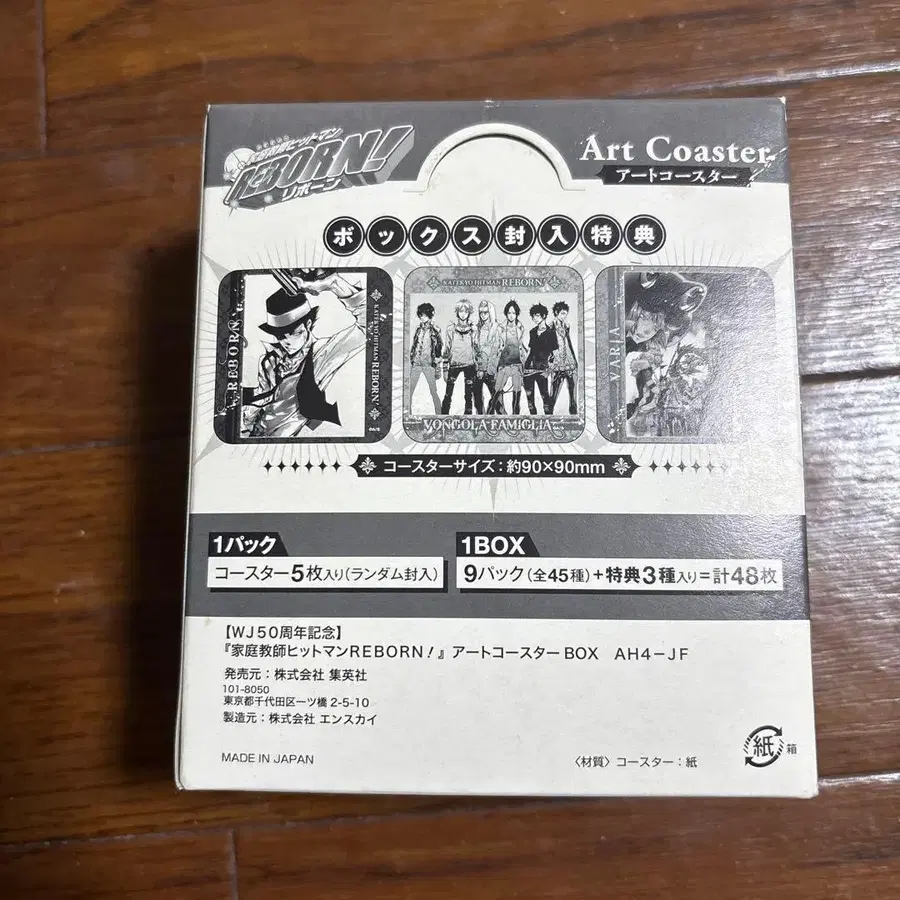 家庭教師ヒットマン
REBORN!
リボーン
Art Coaster
アートコースター
ボックス封入特典
REBORN
KATEKYO HITMAN REBORN!
KATEKYO HITMAN REBORN!
VONGOLA FAMIGLIA
VARIA
コースターサイズ：約90×90mm
1パック
コースター5枚入り(ランダム封入)
1BOX
9パック(全45種)+特典3種入り=計48枚
【WJ50周年記念】
『家庭教師ヒットマンREBORN！』アートコースターBOX AH4-JF
発売元：株式会社 集英社
101-8050
東京都千代田区一ツ橋 2-5-10
製造元：株式会社 エンスカイ
MADE IN JAPAN
〈材質〉コースター：紙
紙
箱